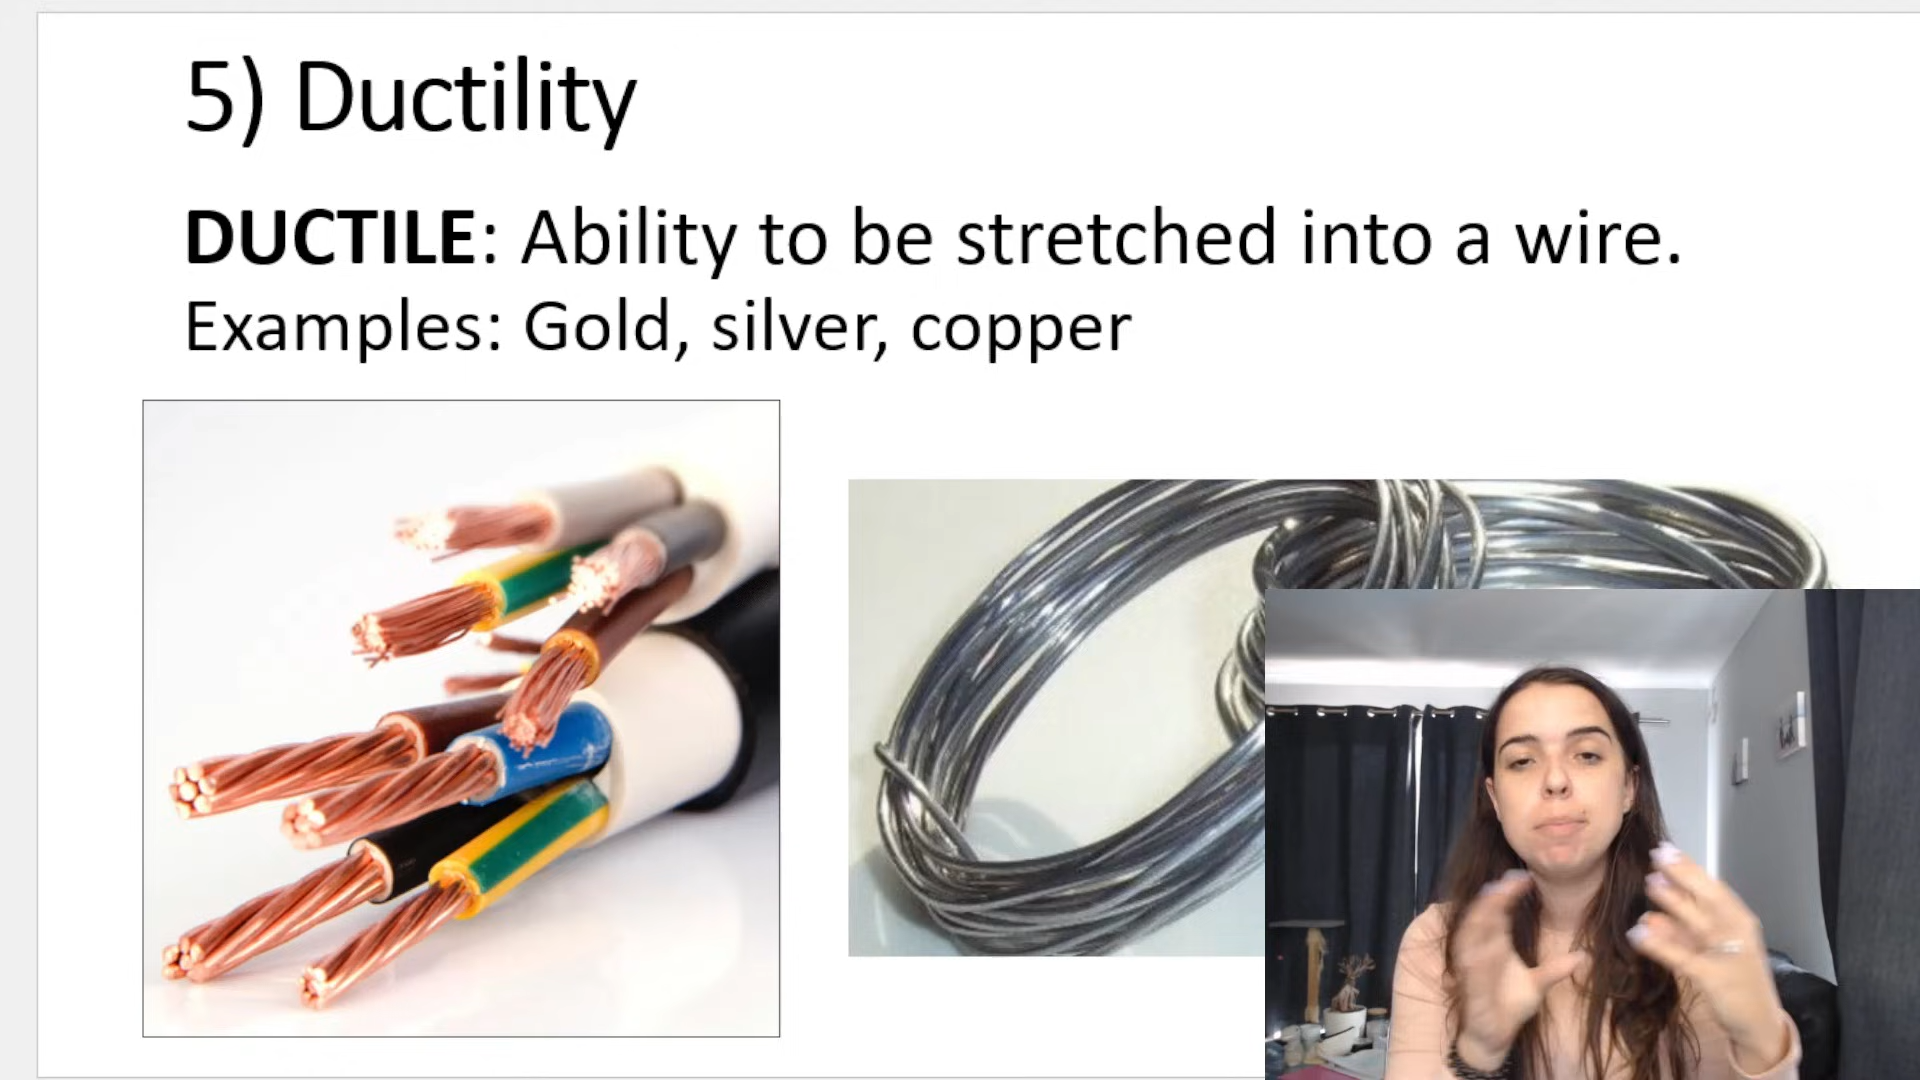 5) Ductility
DUCTILE: Ability to be stretched into a wire.
Examples: Gold, silver, copper